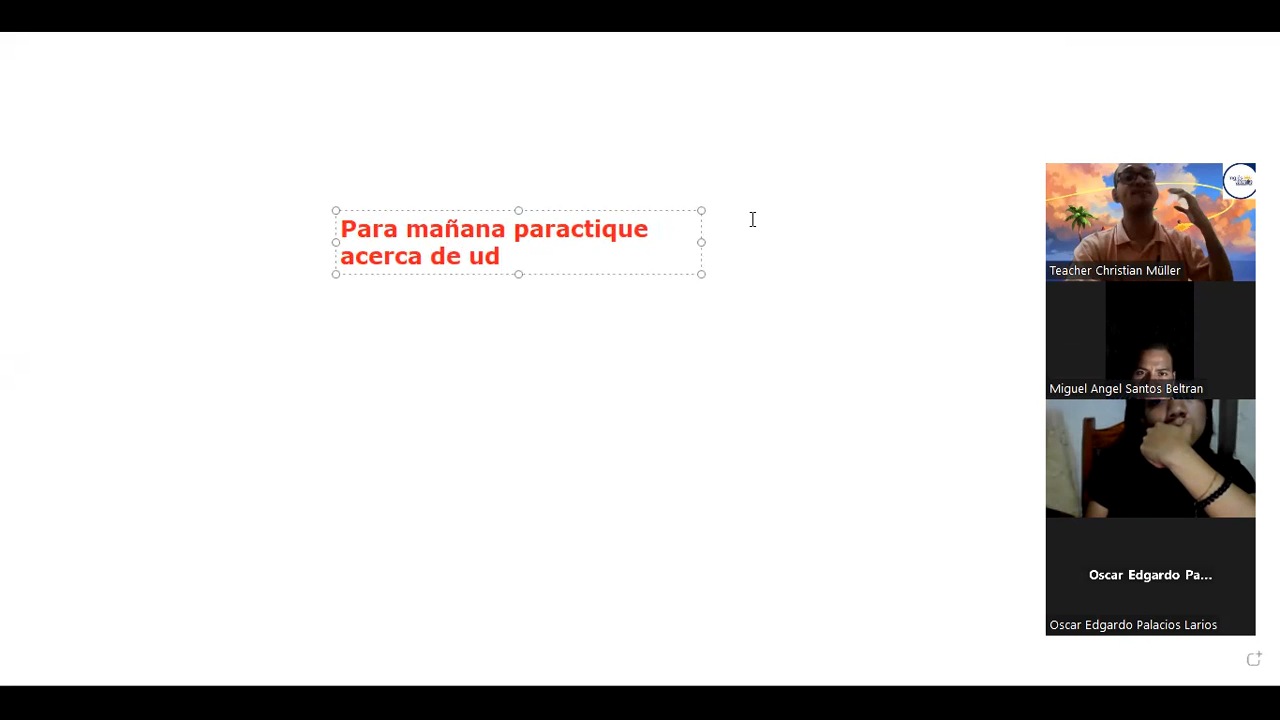 Para mañana paractique
acerca de ud
Teacher Christian Müller
Miguel Angel Santos Beltran
Oscar Edgardo Pa...
Oscar Edgardo Palacios Larios